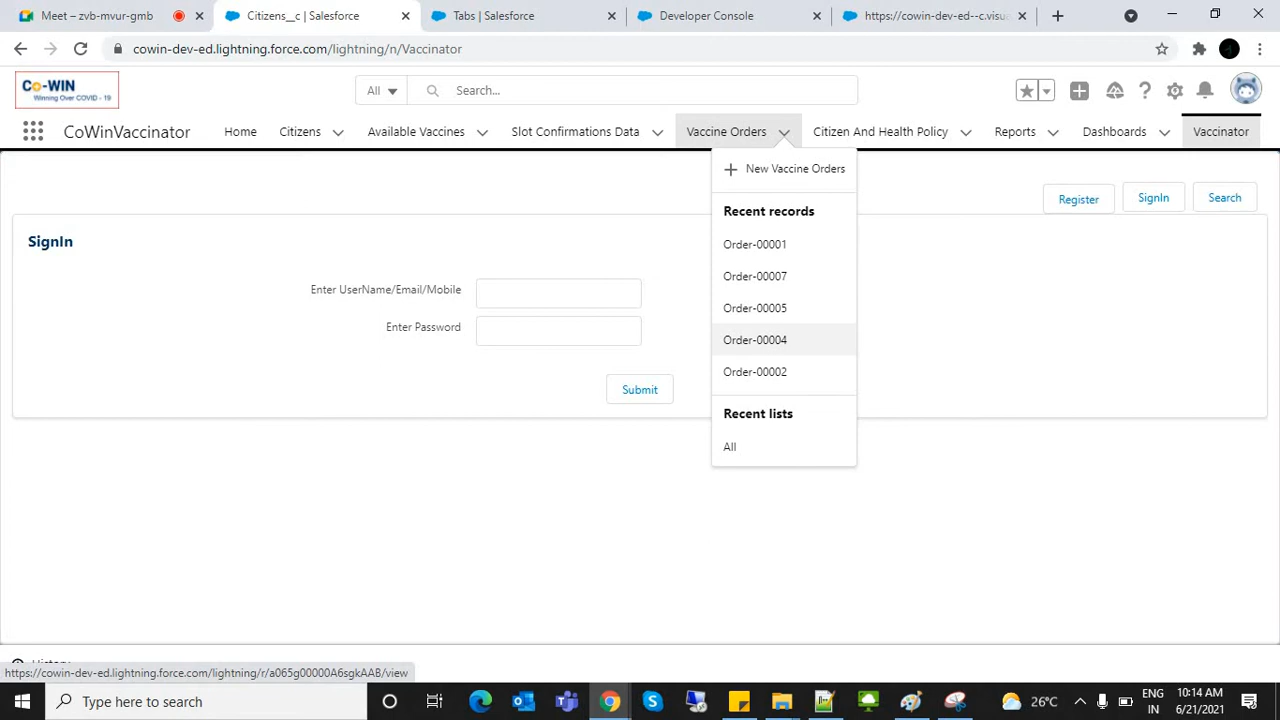 Meet – zvb-mvur-gmb
Citizens__c | Salesforce
Tabs | Salesforce
Developer Console
https://cowin-dev-ed--c.visua
cowin-dev-ed.lightning.force.com/lightning/n/Vaccinator
Co-WIN
Winning Over COVID - 19
All
Search...
CoWinVaccinator
Home
Citizens
Available Vaccines
Slot Confirmations Data
Vaccine Orders
Citizen And Health Policy
Reports
Dashboards
Vaccinator
New Vaccine Orders
Recent records
Order-00001
Order-00007
Order-00005
Order-00004
Order-00002
Recent lists
All
Register
SignIn
Search
SignIn
Enter UserName/Email/Mobile
Enter Password
Submit
History
https://cowin-dev-ed.lightning.force.com/lightning/r/a065g00000A6sgkAAB/view
Type here to search
26°C
ENG
IN
10:14 AM
6/21/2021